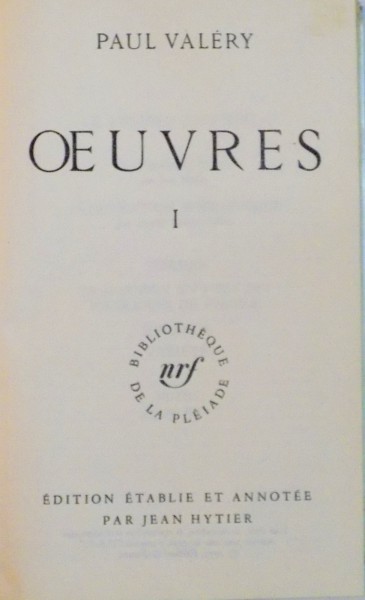 PAUL VALÉRY
ŒUVRES
I
BIBLIOTHÈQUE
nrf
DE LA PLÉIADE
ÉDITION ÉTABLIE ET ANNOTÉE
PAR JEAN HYTIER